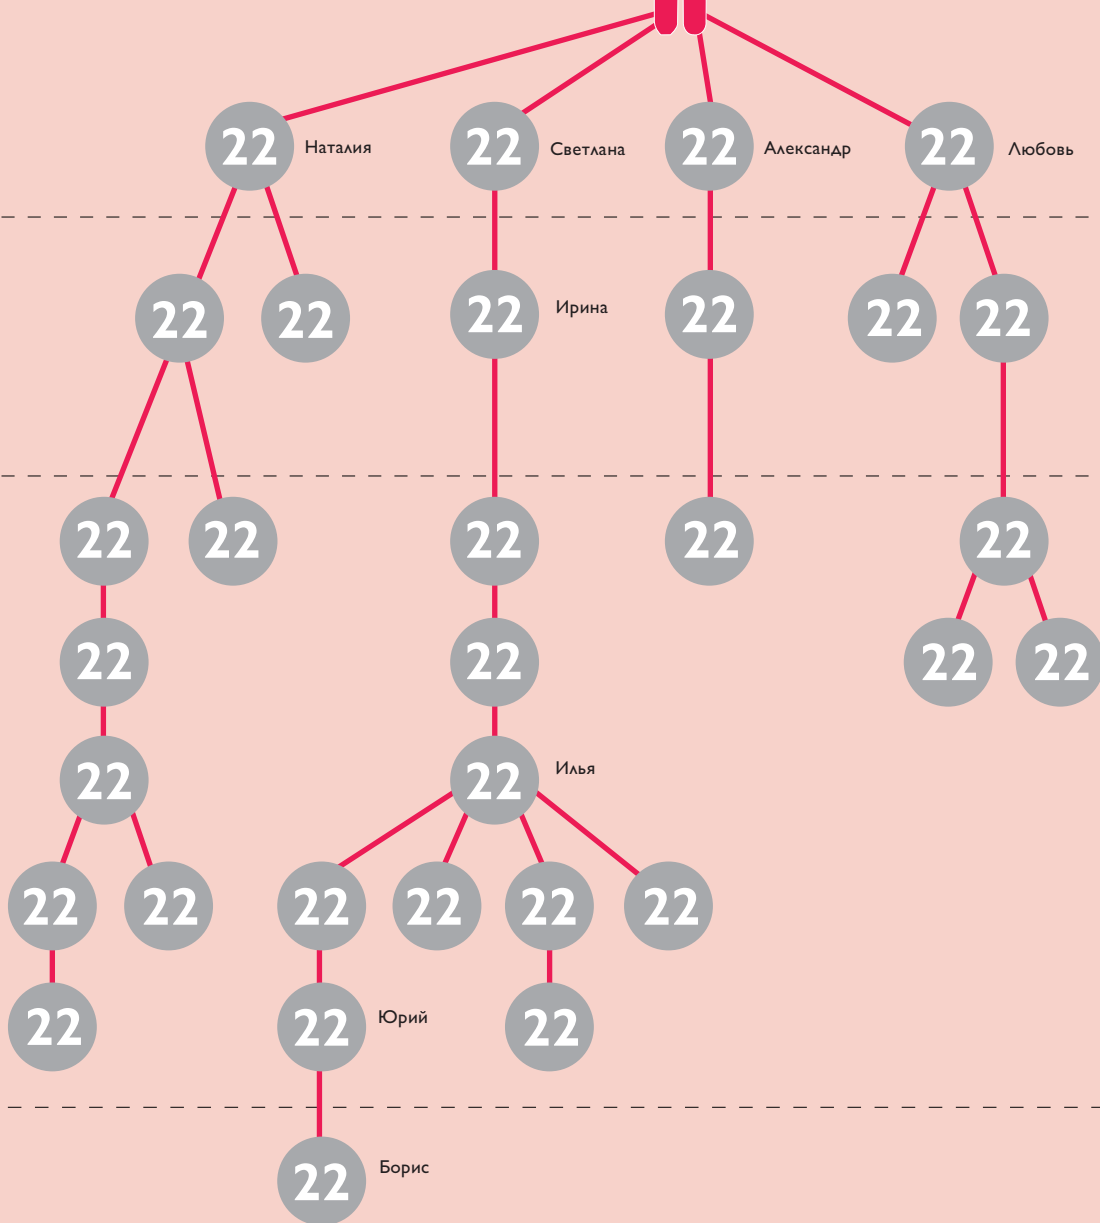 22 Наталия 22 Светлана 22 Александр 22 Любовь
22 22 22 Ирина 22 22 22
22 22 22 22 22
22 22 22 22
22 22 Илья
22 22 22 22 22 22
22 22 Юрий 22
22 Борис